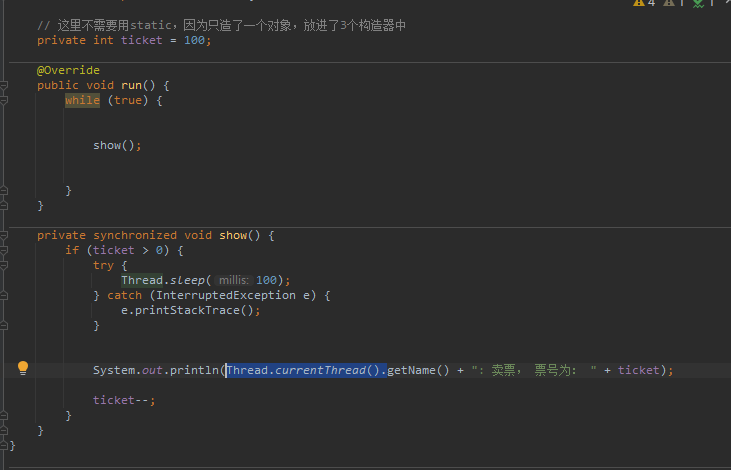 4 1 1
// 这里不需要用static，因为只造了一个对象，放进了3个构造器中
private int ticket = 100;
@Override
public void run() {
while (true) {
show();
}
}
private synchronized void show() {
if (ticket > 0) {
try {
Thread.sleep( millis: 100);
} catch (InterruptedException e) {
e.printStackTrace();
}
System.out.println(Thread.currentThread().getName() + ": 卖票， 票号为： " + ticket);
ticket--;
}
}
}